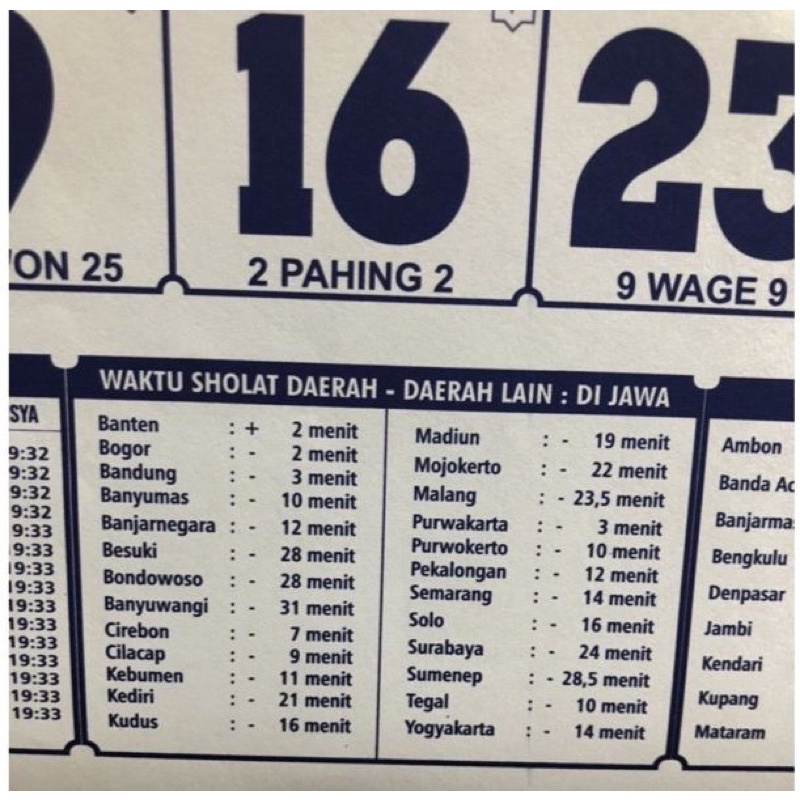 16
23
ON 25
2 PAHING 2
9 WAGE 9
WAKTU SHOLAT DAERAH - DAERAH LAIN : DI JAWA
SYA
9:32
9:32
9:32
9:32
9:33
9:33
9:33
19:33
19:33
19:33
19:33
19:33
19:33
19:33
Banten : + 2 menit
Bogor : - 2 menit
Bandung : - 3 menit
Banyumas : - 10 menit
Banjarnegara : - 12 menit
Besuki : - 28 menit
Bondowoso : - 28 menit
Banyuwangi : - 31 menit
Cirebon : - 7 menit
Cilacap : - 9 menit
Kebumen : - 11 menit
Kediri : - 21 menit
Kudus : - 16 menit
Madiun : - 19 menit
Mojokerto : - 22 menit
Malang : - 23,5 menit
Purwakarta : - 3 menit
Purwokerto : - 10 menit
Pekalongan : - 12 menit
Semarang : - 14 menit
Solo : - 16 menit
Surabaya : - 24 menit
Sumenep : - 28,5 menit
Tegal : - 10 menit
Yogyakarta : - 14 menit
Ambon
Banda Ac
Banjarma
Bengkulu
Denpasar
Jambi
Kendari
Kupang
Mataram